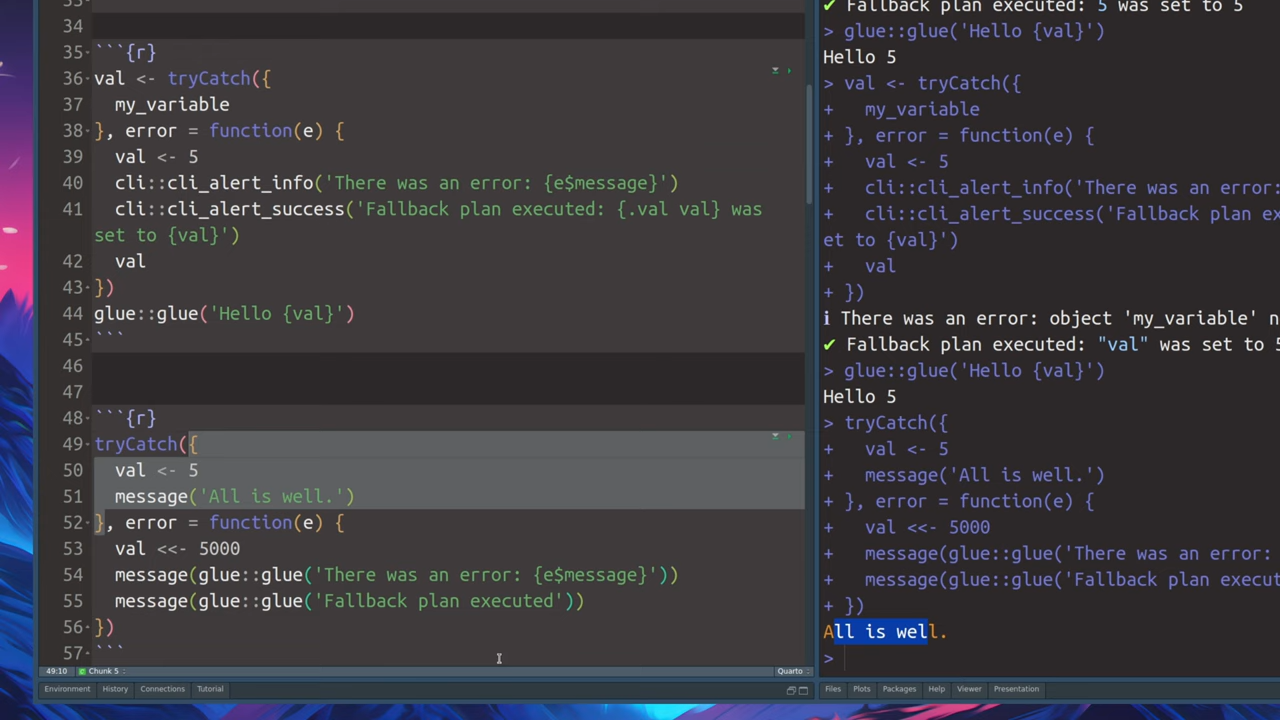 33
34
35 ```{r}
36 val <- tryCatch({
37 my_variable
38 }, error = function(e) {
39 val <- 5
40 cli::cli_alert_info('There was an error: {e$message}')
41 cli::cli_alert_success('Fallback plan executed: {.val val} was
set to {val}')
42 val
43 })
44 glue::glue('Hello {val}')
45 ```
46
47
48 ```{r}
49 tryCatch({
50 val <- 5
51 message('All is well.')
52 }, error = function(e) {
53 val <<- 5000
54 message(glue::glue('There was an error: {e$message}'))
55 message(glue::glue('Fallback plan executed'))
56 })
57 ```
49:10 Chunk 5 Quarto
Environment History Connections Tutorial
✔ Fallback plan executed: 5 was set to 5
> glue::glue('Hello {val}')
Hello 5
> val <- tryCatch({
+ my_variable
+ }, error = function(e) {
+ val <- 5
+ cli::cli_alert_info('There was an error:
+ cli::cli_alert_success('Fallback plan ex
et to {val}')
+ val
+ })
ℹ There was an error: object 'my_variable' n
✔ Fallback plan executed: "val" was set to 5
> glue::glue('Hello {val}')
Hello 5
> tryCatch({
+ val <- 5
+ message('All is well.')
+ }, error = function(e) {
+ val <<- 5000
+ message(glue::glue('There was an error:
+ message(glue::glue('Fallback plan execut
+ })
All is well.
>
Files Plots Packages Help Viewer Presentation